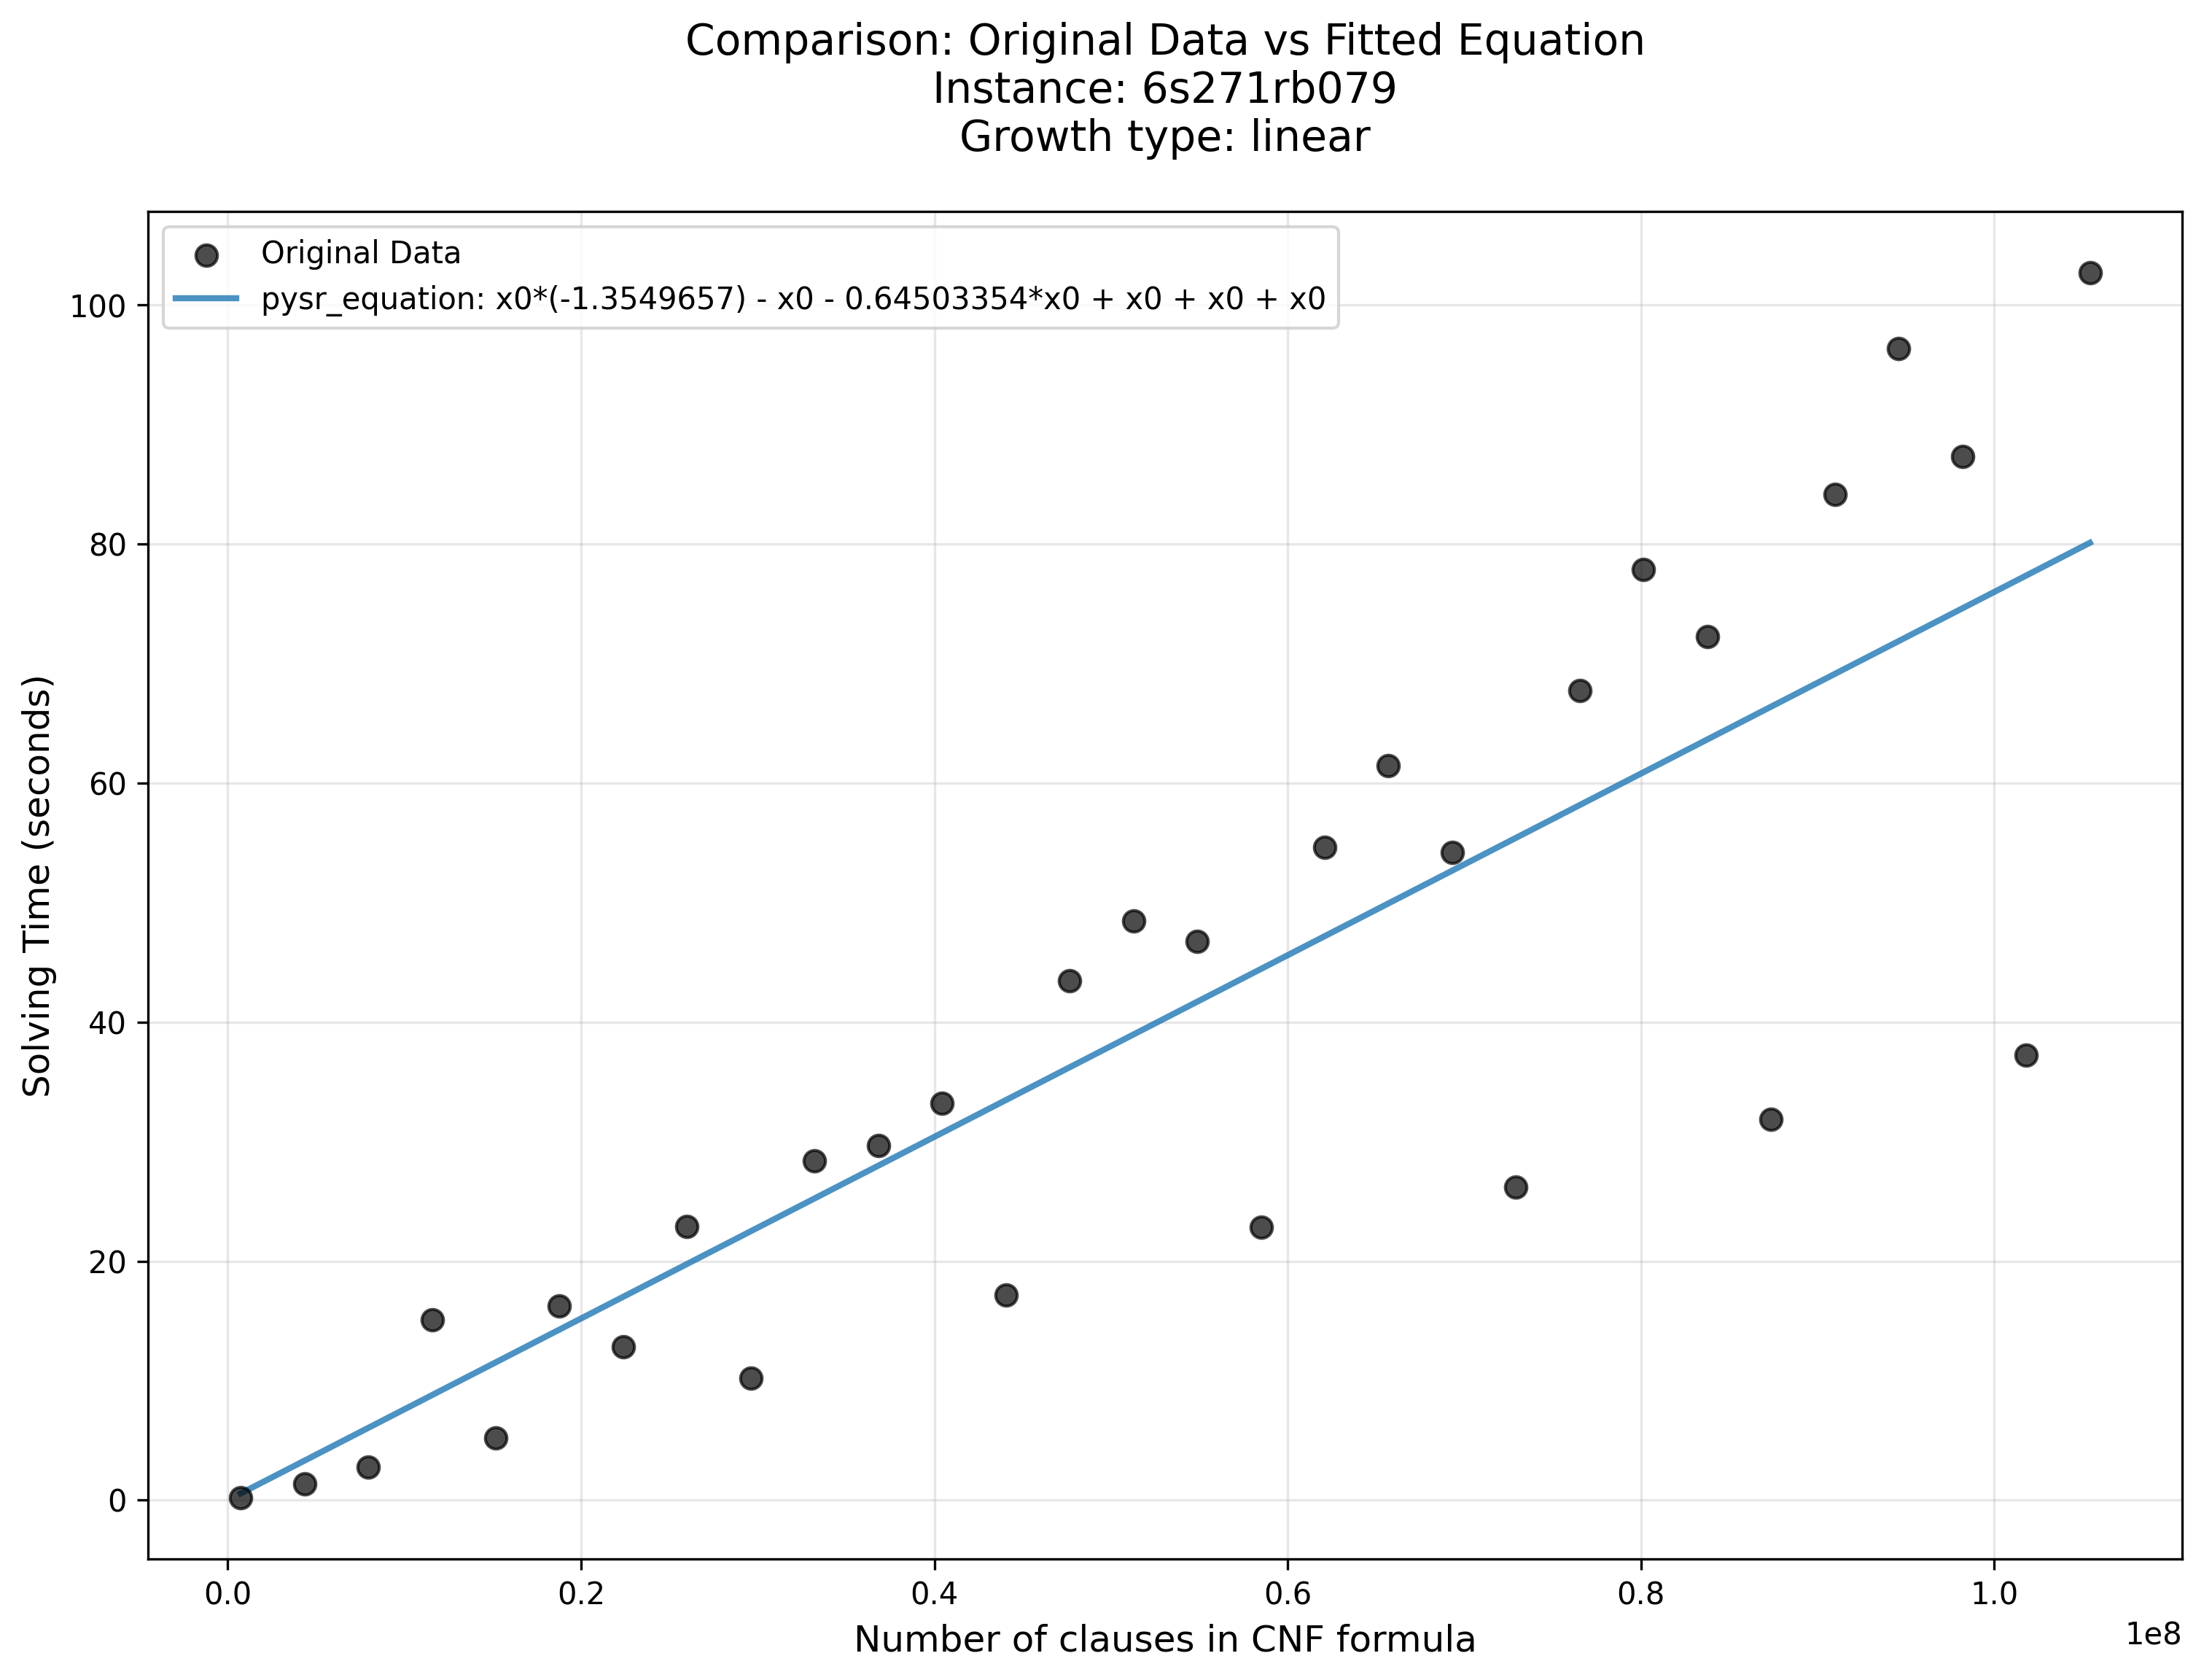 Comparison: Original Data vs Fitted Equation
Instance: 6s271rb079
Growth type: linear
Original Data
pysr_equation: x0*(-1.3549657) - x0 - 0.64503354*x0 + x0 + x0 + x0
100
80
60
40
20
0
Solving Time (seconds)
0.0 0.2 0.4 0.6 0.8 1.0
1e8
Number of clauses in CNF formula